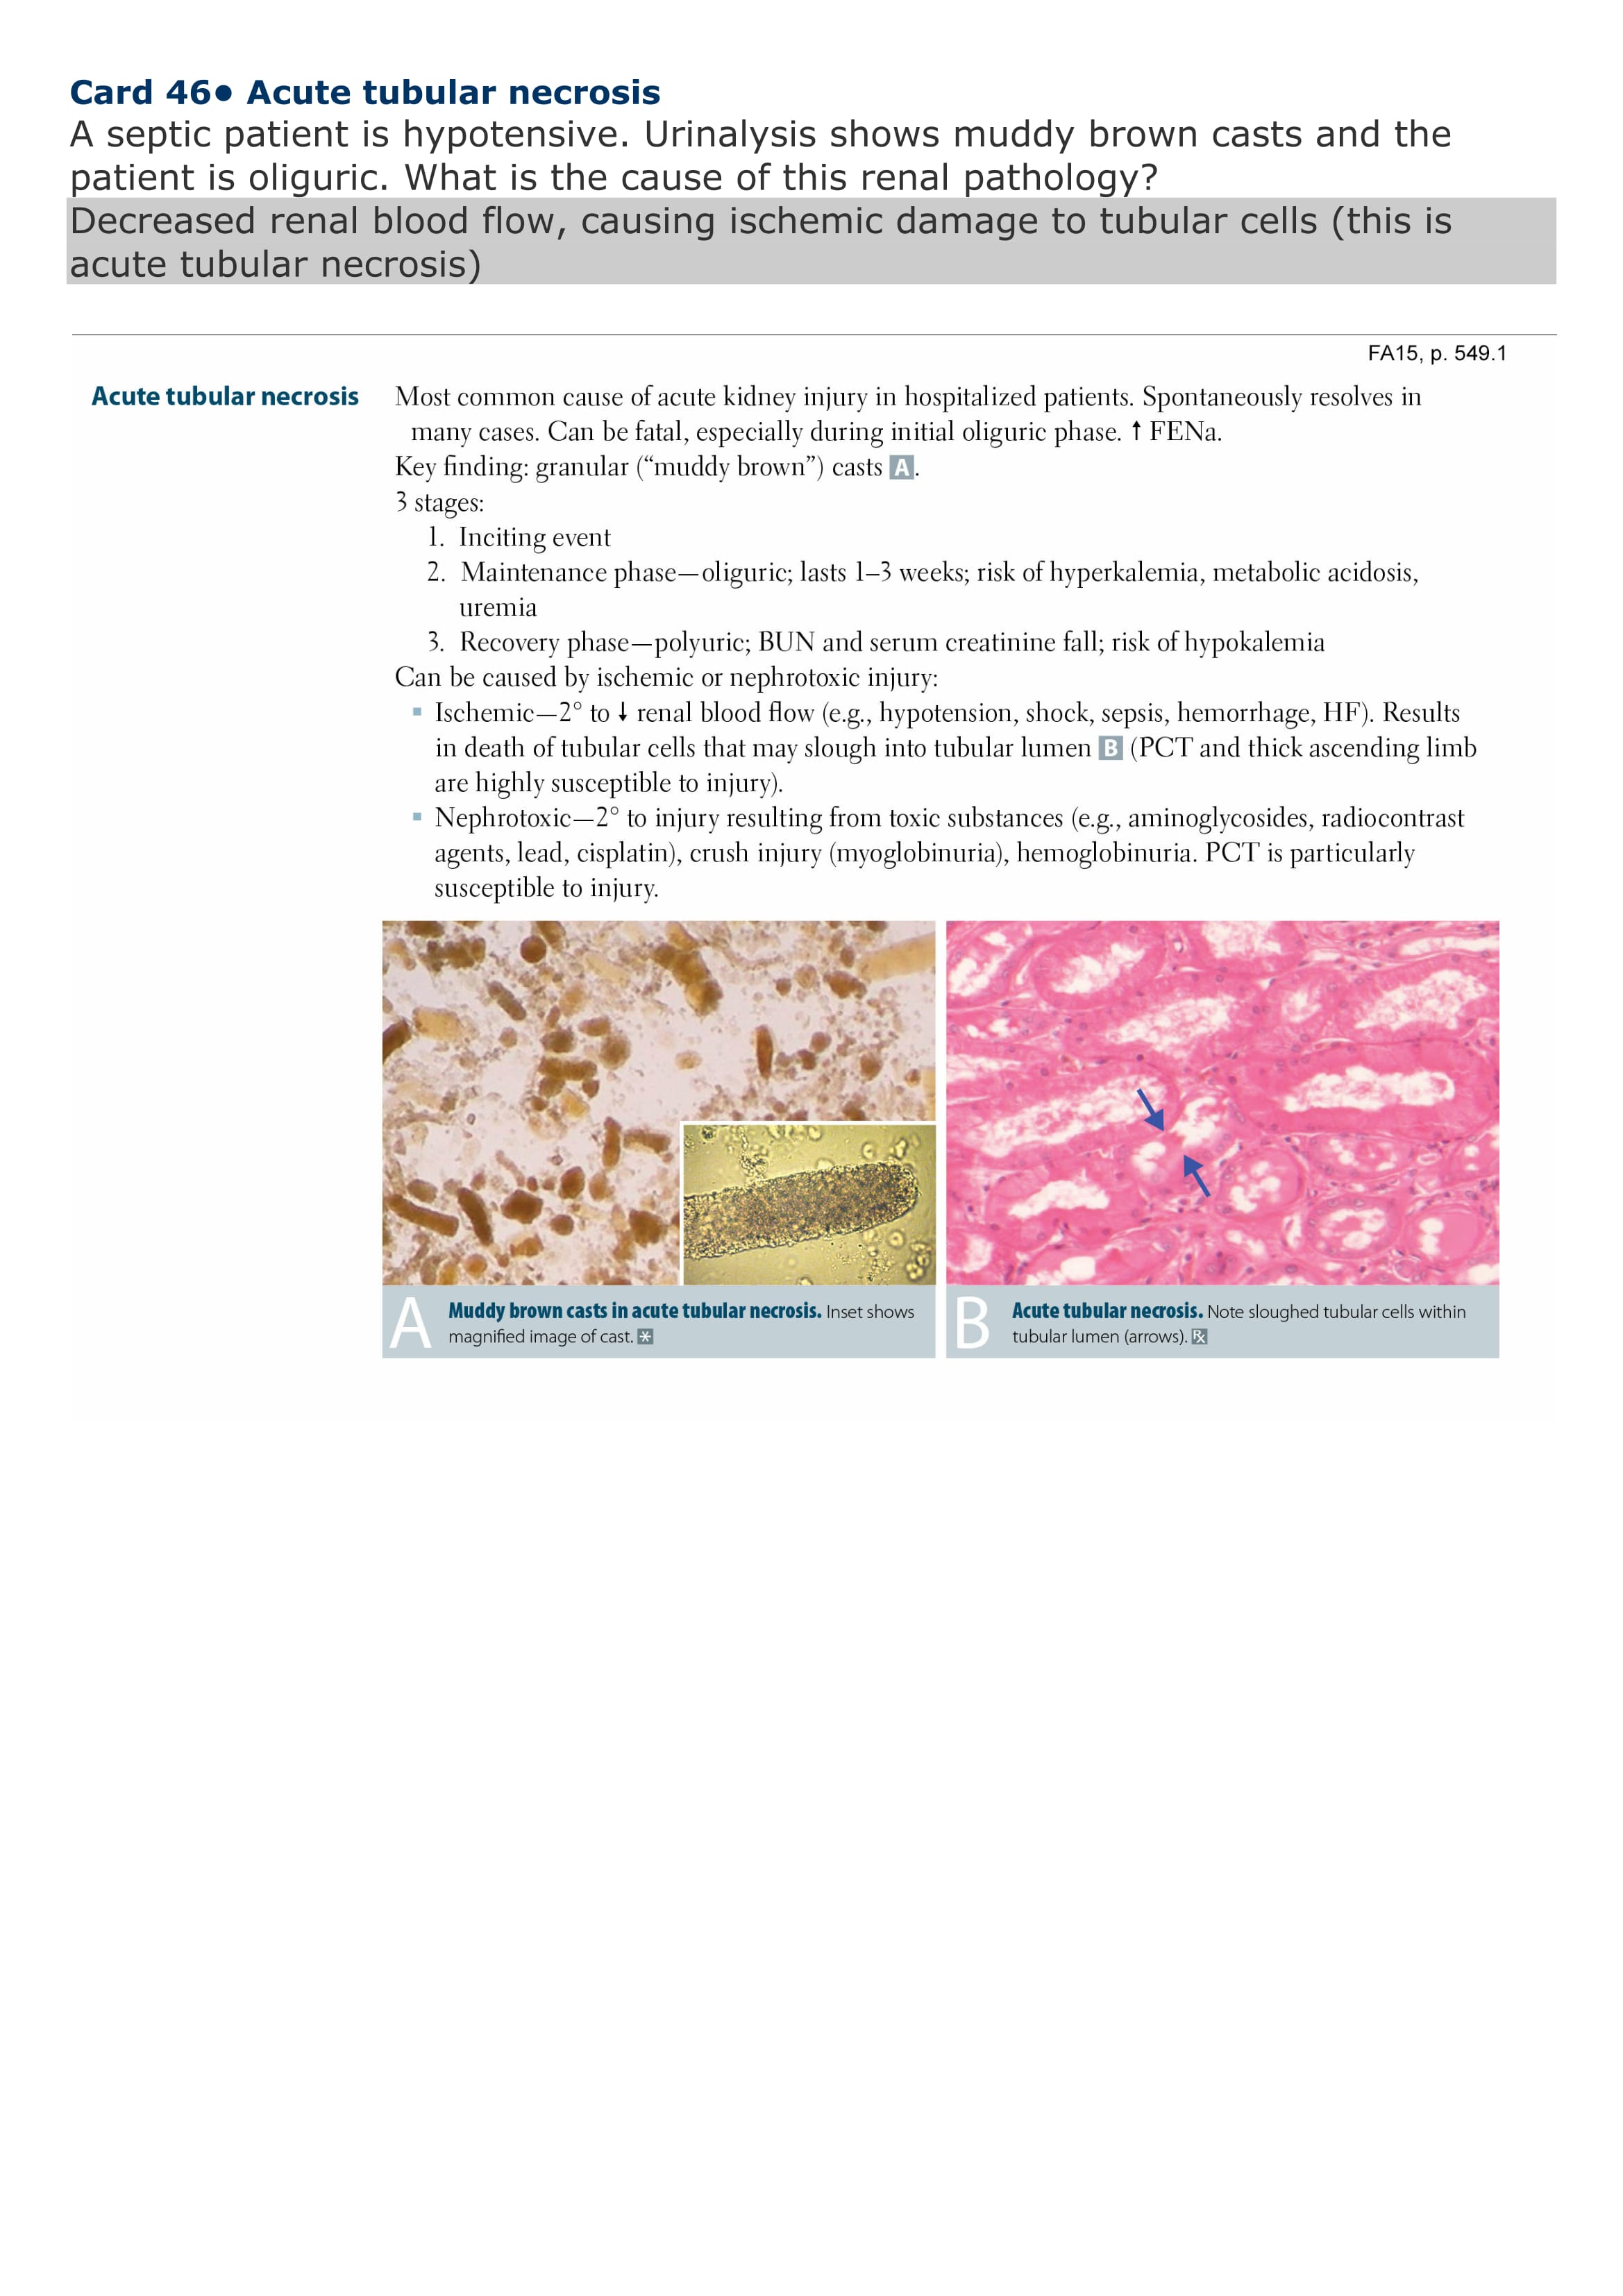 Card 46● Acute tubular necrosis
A septic patient is hypotensive. Urinalysis shows muddy brown casts and the
patient is oliguric. What is the cause of this renal pathology?
Decreased renal blood flow, causing ischemic damage to tubular cells (this is
acute tubular necrosis)
FA15, p. 549.1
Acute tubular necrosis
Most common cause of acute kidney injury in hospitalized patients. Spontaneously resolves in
many cases. Can be fatal, especially during initial oliguric phase. ↑ FENa.
Key finding: granular (“muddy brown”) casts A.
3 stages:
1. Inciting event
2. Maintenance phase—oliguric; lasts 1–3 weeks; risk of hyperkalemia, metabolic acidosis,
uremia
3. Recovery phase—polyuric; BUN and serum creatinine fall; risk of hypokalemia
Can be caused by ischemic or nephrotoxic injury:
▪ Ischemic—2° to ↓ renal blood flow (e.g., hypotension, shock, sepsis, hemorrhage, HF). Results
in death of tubular cells that may slough into tubular lumen B (PCT and thick ascending limb
are highly susceptible to injury).
▪ Nephrotoxic—2° to injury resulting from toxic substances (e.g., aminoglycosides, radiocontrast
agents, lead, cisplatin), crush injury (myoglobinuria), hemoglobinuria. PCT is particularly
susceptible to injury.
A
Muddy brown casts in acute tubular necrosis. Inset shows
magnified image of cast. *
B
Acute tubular necrosis. Note sloughed tubular cells within
tubular lumen (arrows). ℞